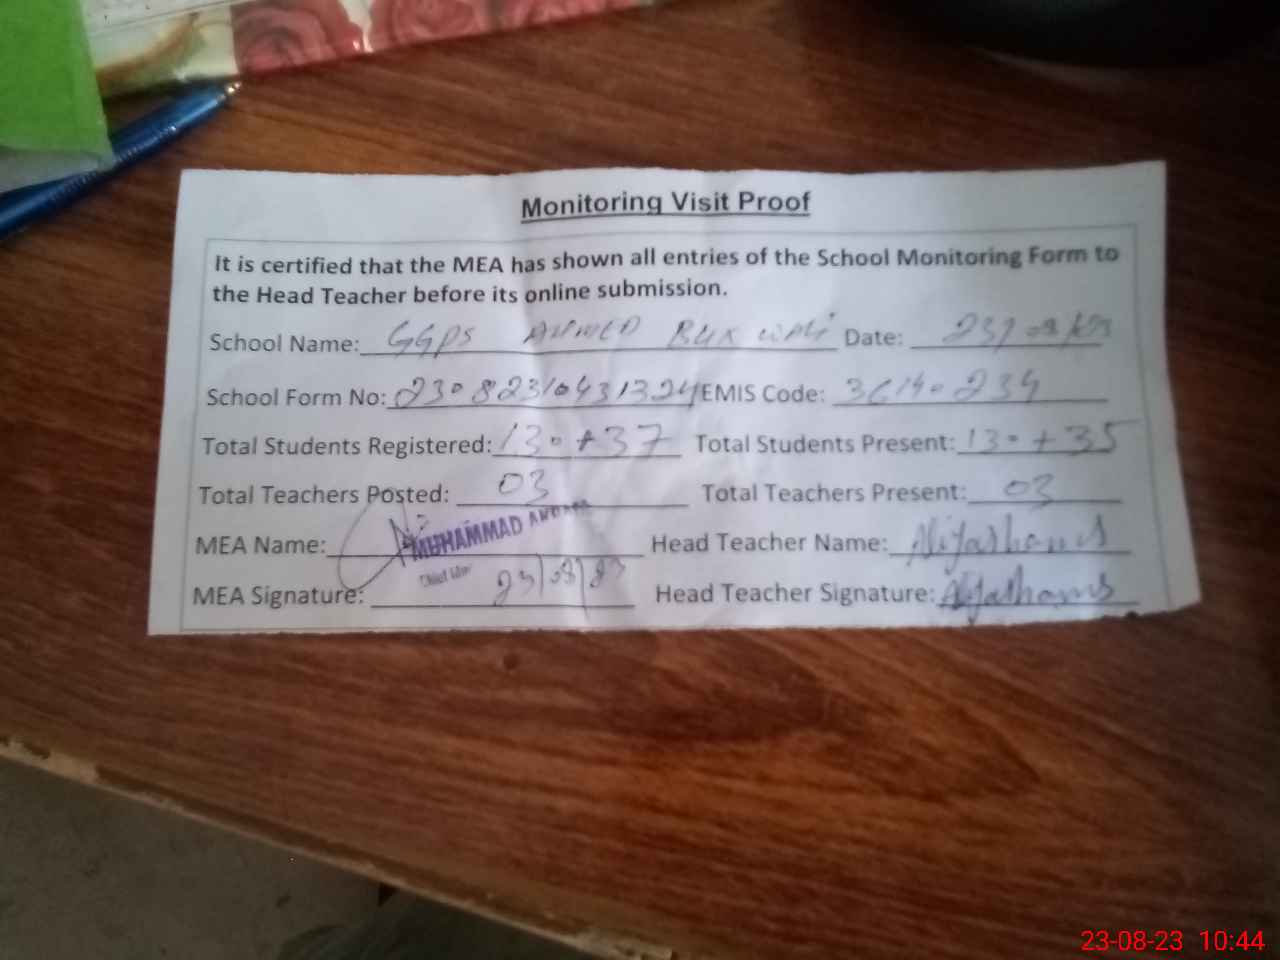 Monitoring Visit Proof
It is certified that the MEA has shown all entries of the School Monitoring Form to
the Head Teacher before its online submission.
School Name: GGPS AHMED BUX WALI Date: 23/08/23
School Form No: 23082310431324 EMIS Code: 36140234
Total Students Registered: 130+37 Total Students Present: 130+35
Total Teachers Posted: 03 Total Teachers Present: 03
MEA Name: MUHAMMAD Head Teacher Name:
MEA Signature: 23/08/23 Head Teacher Signature:
23-08-23 10:44